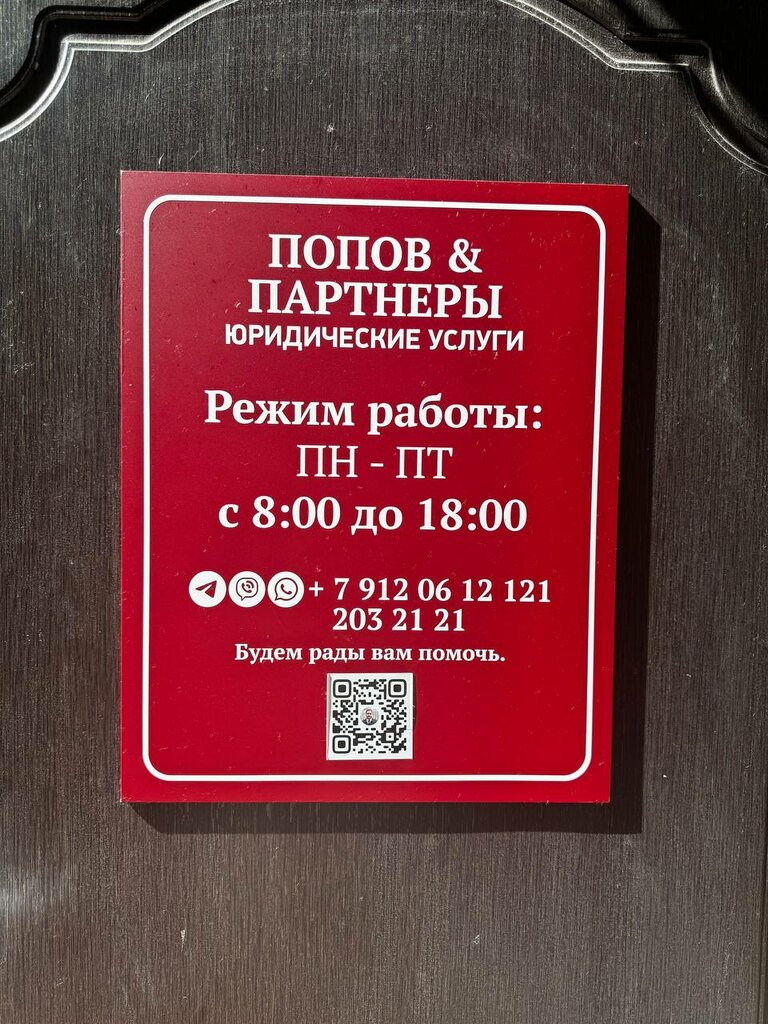 ПОПОВ &
ПАРТНЕРЫ
ЮРИДИЧЕСКИЕ УСЛУГИ
Режим работы:
ПН - ПТ
с 8:00 до 18:00
+ 7 912 06 12 121
203 21 21
Будем рады вам помочь.